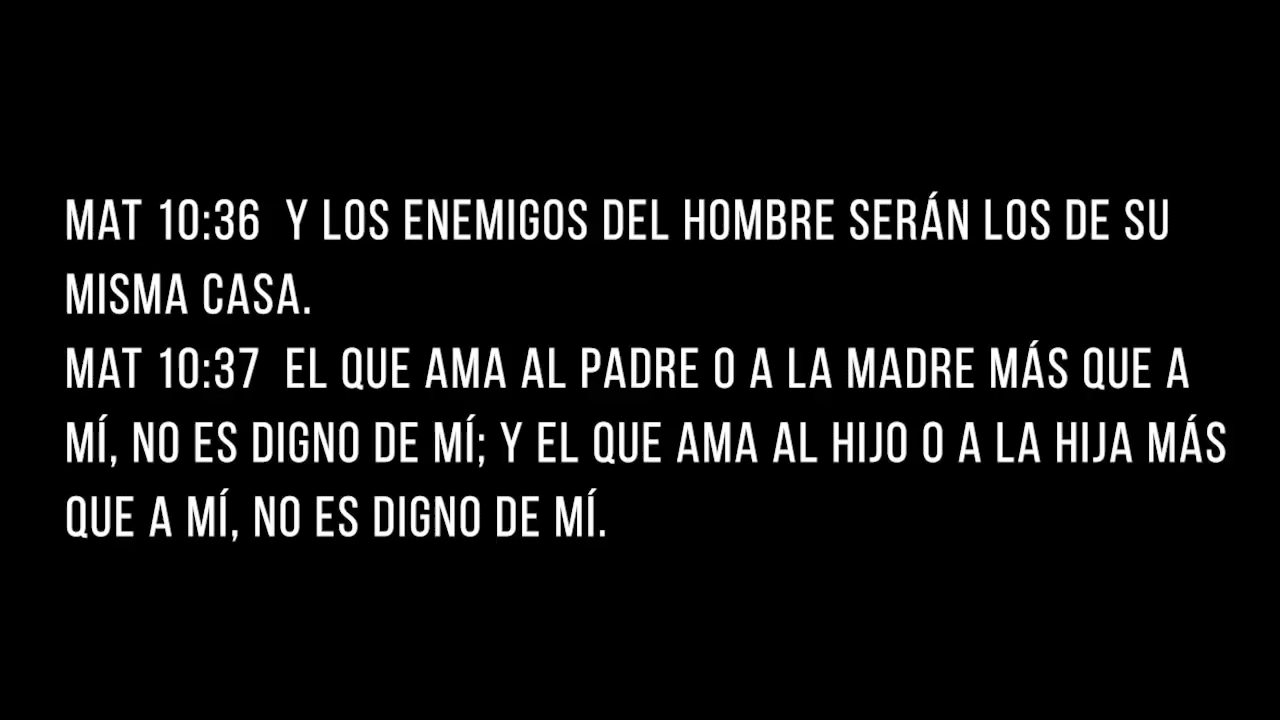 MAT 10:36  Y LOS ENEMIGOS DEL HOMBRE SERÁN LOS DE SU
MISMA CASA.
MAT 10:37  EL QUE AMA AL PADRE O A LA MADRE MÁS QUE A
MÍ, NO ES DIGNO DE MÍ; Y EL QUE AMA AL HIJO O A LA HIJA MÁS
QUE A MÍ, NO ES DIGNO DE MÍ.